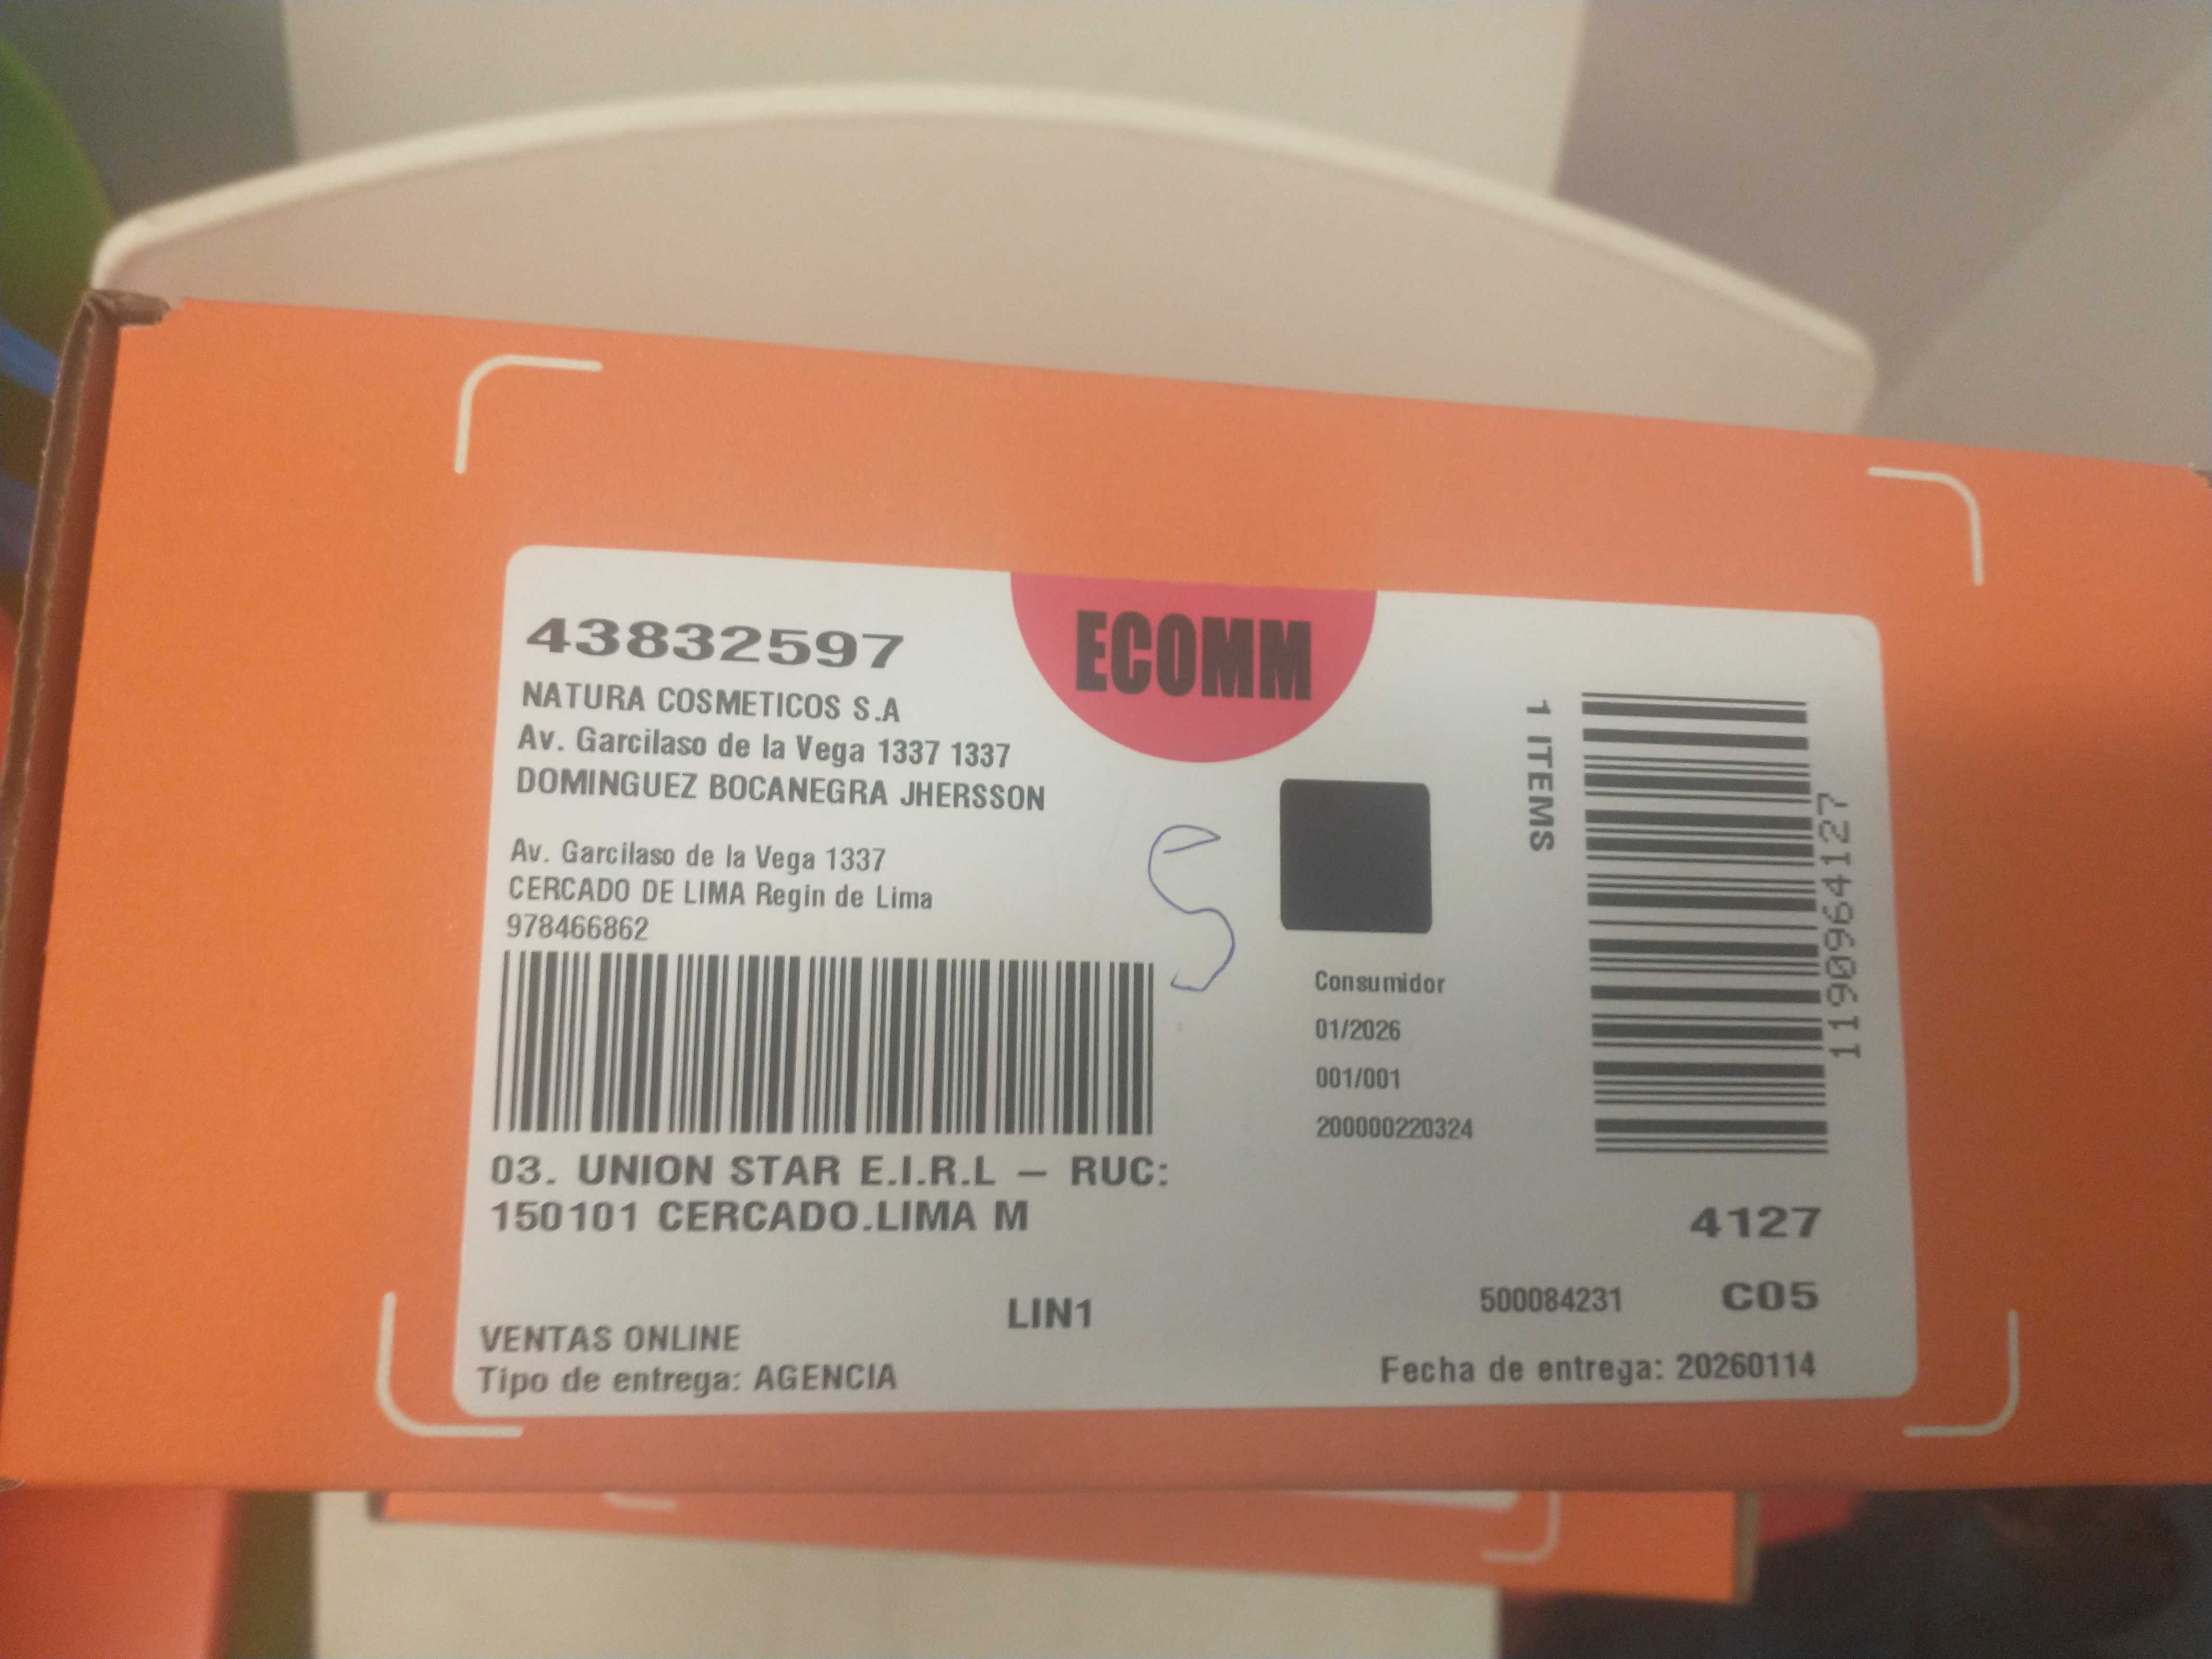 43832597
ECOMM
NATURA COSMETICOS S.A
Av. Garcilaso de la Vega 1337 1337
DOMINGUEZ BOCANEGRA JHERSSON
Av. Garcilaso de la Vega 1337
CERCADO DE LIMA Regin de Lima
978466862
S
03. UNION STAR E.I.R.L – RUC:
150101 CERCADO.LIMA M
Consumidor
01/2026
001/001
200000220324
1 ITEMS
1190964127
4127
LIN1
500084231 C05
VENTAS ONLINE
Tipo de entrega: AGENCIA
Fecha de entrega: 20260114